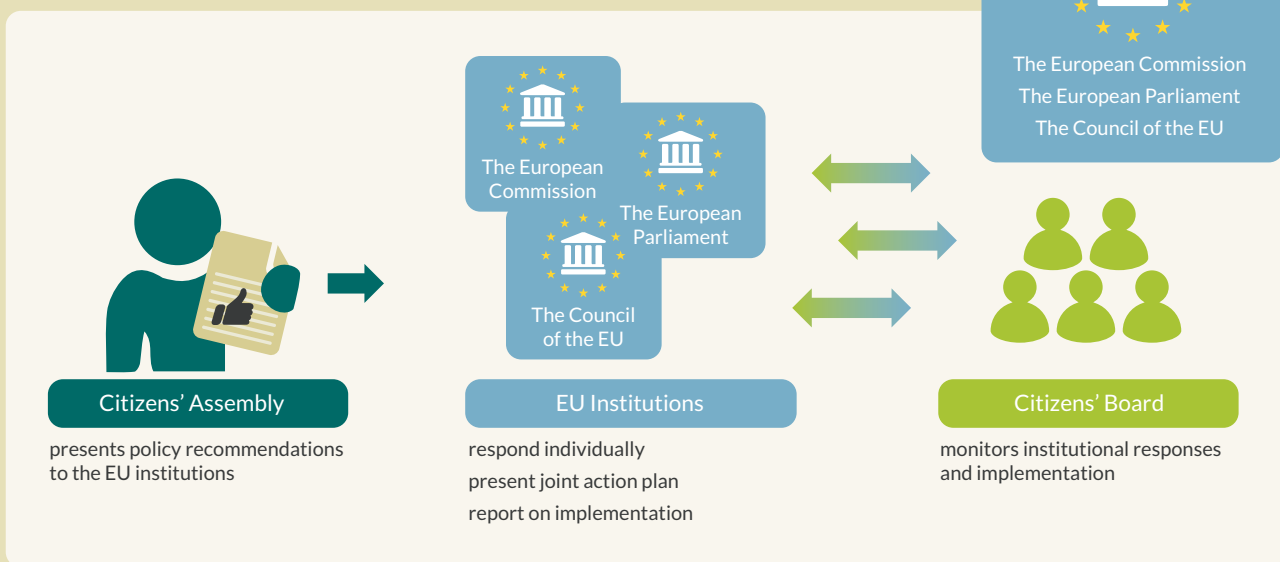 The European Commission
The European Parliament
The Council of the EU
The European
Commission
The European
Parliament
The Council
of the EU
Citizens’ Assembly
presents policy recommendations
to the EU institutions
EU Institutions
respond individually
present joint action plan
report on implementation
Citizens’ Board
monitors institutional responses
and implementation